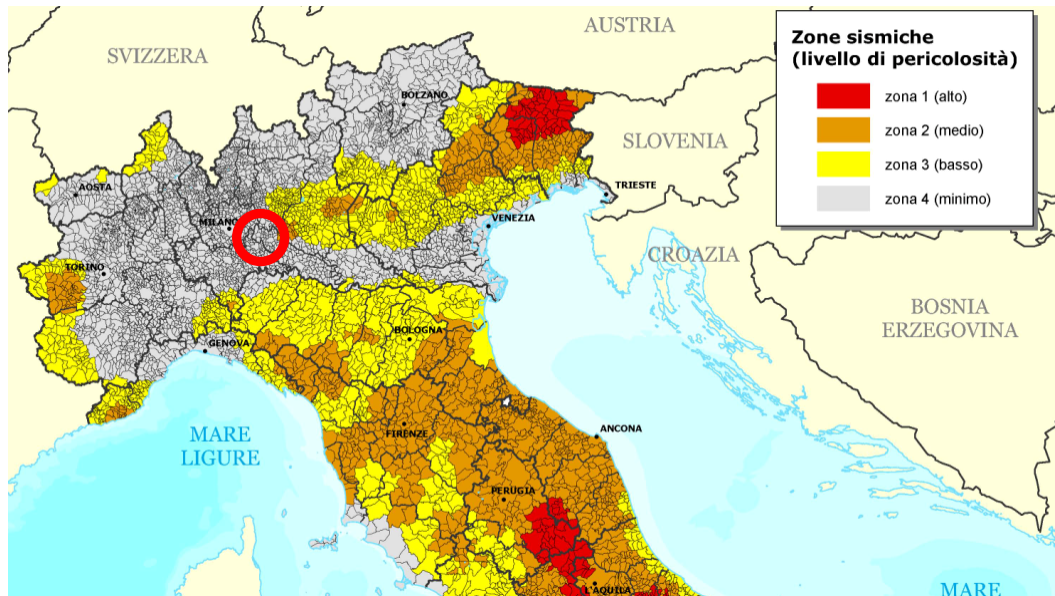 AUSTRIA
SVIZZERA
Zone sismiche
(livello di pericolosità)
zona 1 (alto)
zona 2 (medio)
zona 3 (basso)
zona 4 (minimo)
BOLZANO
SLOVENIA
AOSTA
TRIESTE
MILANO
VENEZIA
CROAZIA
TORINO
BOSNIA
ERZEGOVINA
BOLOGNA
GENOVA
ANCONA
FIRENZE
MARE
LIGURE
PERUGIA
L'AQUILA
MARE